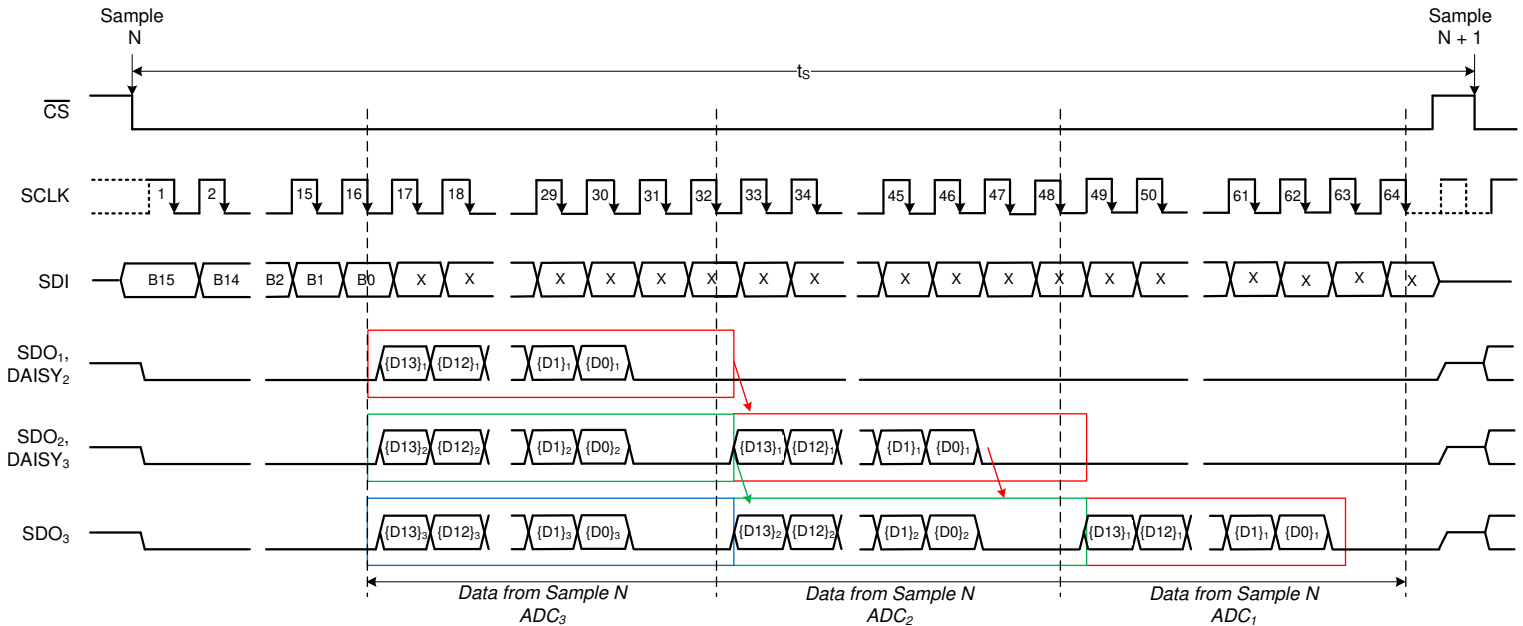 Sample Sample
N N + 1
tS
CS
SCLK 1 2 15 16 17 18 29 30 31 32 33 34 45 46 47 48 49 50 61 62 63 64
SDI B15 B14 B2 B1 B0 X X X X X X X X X X X X X X X X X X
SDO1, {D13}1 {D12}1 {D1}1 {D0}1
DAISY2
SDO2, {D13}2 {D12}2 {D1}2 {D0}2 {D13}1 {D12}1 {D1}1 {D0}1
DAISY3
SDO3 {D13}3 {D12}3 {D1}3 {D0}3 {D13}2 {D12}2 {D1}2 {D0}2 {D13}1 {D12}1 {D1}1 {D0}1
Data from Sample N Data from Sample N Data from Sample N
ADC3 ADC2 ADC1